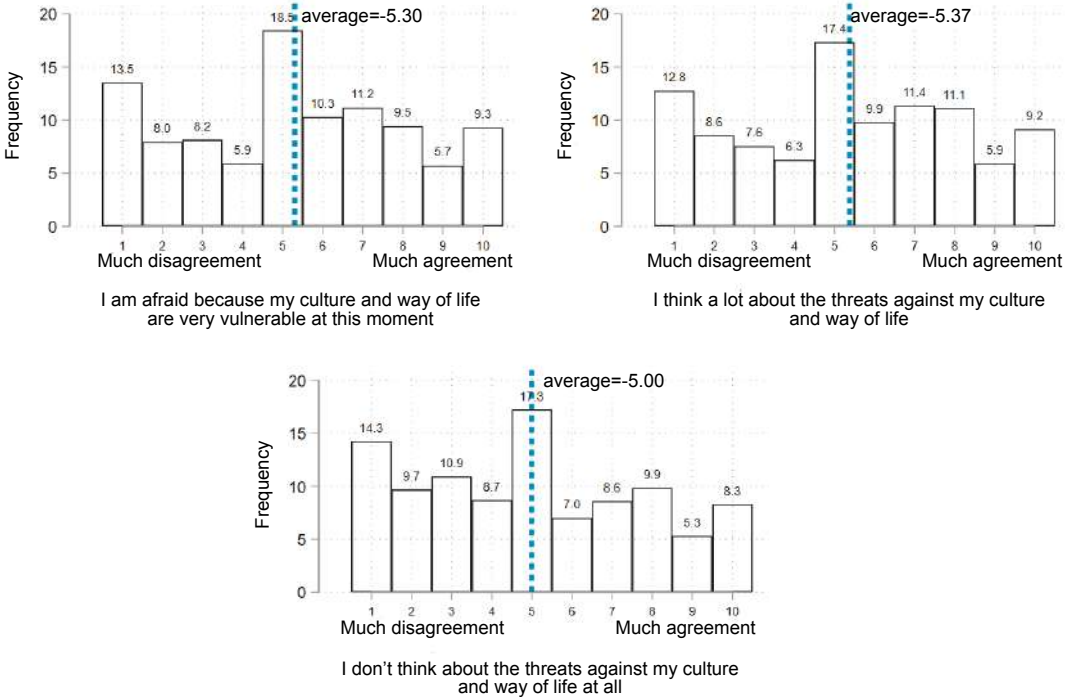 average=-5.30
20
15
10
5
0
Frequency
13.5
8.0
8.2
5.9
18.5
10.3
11.2
9.5
5.7
9.3
1 2 3 4 5 6 7 8 9 10
Much disagreement Much agreement
I am afraid because my culture and way of life
are very vulnerable at this moment
average=-5.37
20
15
10
5
0
Frequency
12.8
8.6
7.6
6.3
17.4
9.9
11.4
11.1
5.9
9.2
1 2 3 4 5 6 7 8 9 10
Much disagreement Much agreement
I think a lot about the threats against my culture
and way of life
average=-5.00
20
15
10
5
0
Frequency
14.3
9.7
10.9
8.7
17.3
7.0
8.6
9.9
5.3
8.3
1 2 3 4 5 6 7 8 9 10
Much disagreement Much agreement
I don’t think about the threats against my culture
and way of life at all